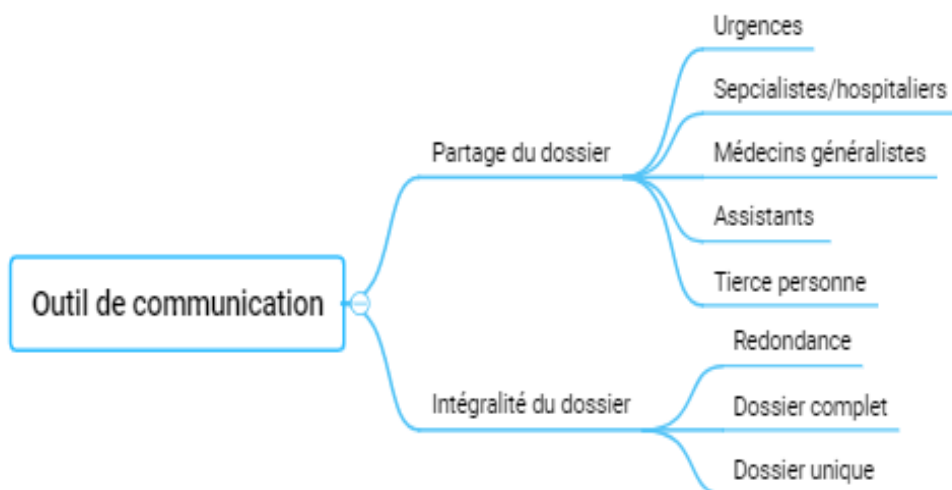 Outil de communication
Partage du dossier
Urgences
Sepcialistes/hospitaliers
Médecins généralistes
Assistants
Tierce personne
Intégralité du dossier
Redondance
Dossier complet
Dossier unique